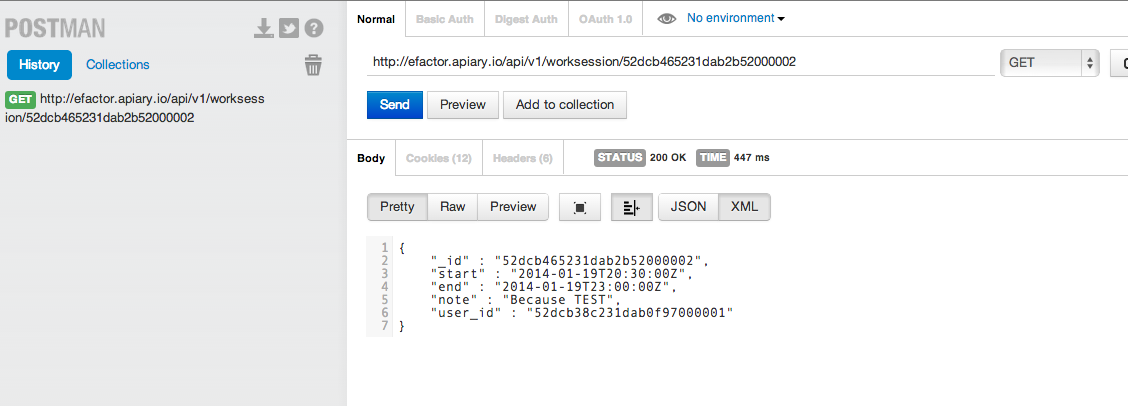 POSTMAN
History Collections
GET http://efactor.apiary.io/api/v1/worksess
ion/52dcb465231dab2b52000002
Normal Basic Auth Digest Auth OAuth 1.0 No environment
http://efactor.apiary.io/api/v1/worksession/52dcb465231dab2b52000002 GET
Send Preview Add to collection
Body Cookies (12) Headers (6) STATUS 200 OK TIME 447 ms
Pretty Raw Preview JSON XML
1 {
2 "_id" : "52dcb465231dab2b52000002",
3 "start" : "2014-01-19T20:30:00Z",
4 "end" : "2014-01-19T23:00:00Z",
5 "note" : "Because TEST",
6 "user_id" : "52dcb38c231dab0f97000001"
7 }